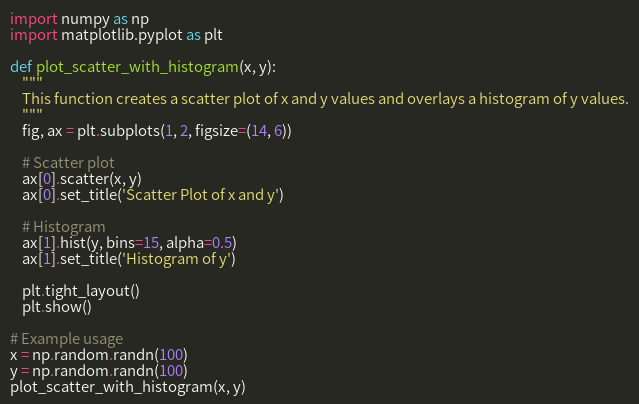 import numpy as np
import matplotlib.pyplot as plt

def plot_scatter_with_histogram(x, y):
    """
    This function creates a scatter plot of x and y values and overlays a histogram of y values.
    """
    fig, ax = plt.subplots(1, 2, figsize=(14, 6))

    # Scatter plot
    ax[0].scatter(x, y)
    ax[0].set_title('Scatter Plot of x and y')

    # Histogram
    ax[1].hist(y, bins=15, alpha=0.5)
    ax[1].set_title('Histogram of y')

    plt.tight_layout()
    plt.show()

# Example usage
x = np.random.randn(100)
y = np.random.randn(100)
plot_scatter_with_histogram(x, y)